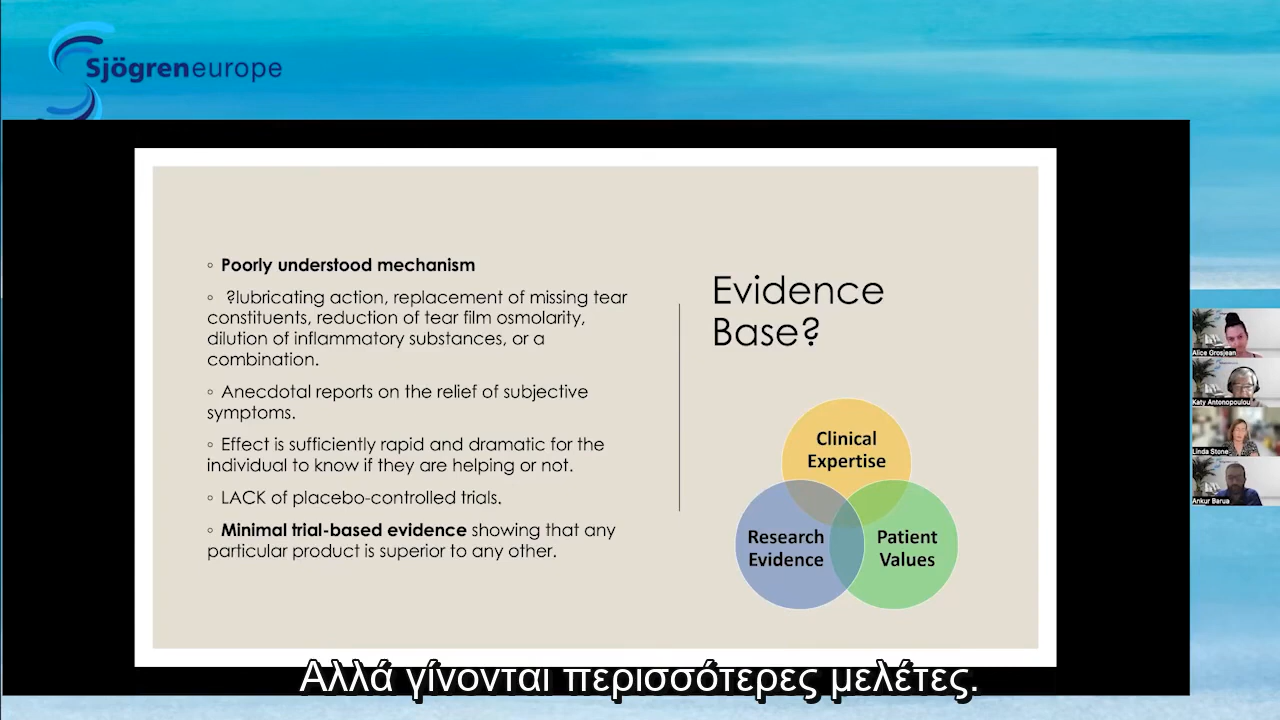 Sjögreneurope
◦ Poorly understood mechanism
◦ ?lubricating action, replacement of missing tear
constituents, reduction of tear film osmolarity,
dilution of inflammatory substances, or a
combination.
◦ Anecdotal reports on the relief of subjective
symptoms.
◦ Effect is sufficiently rapid and dramatic for the
individual to know if they are helping or not.
◦ LACK of placebo-controlled trials.
◦ Minimal trial-based evidence showing that any
particular product is superior to any other.
Evidence
Base?
Clinical
Expertise
Research
Evidence
Patient
Values
Alice Grosjean
Katy Antonopoulou
Linda Stone
Ankur Barua
Αλλά γίνονται περισσότερες μελέτες.